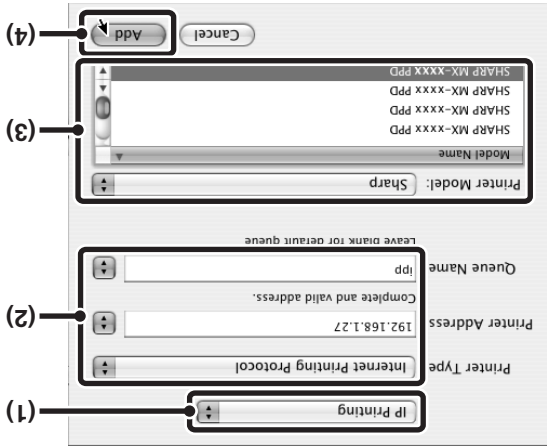 IP Printing (1)
Printer Type Internet Printing Protocol
Printer Address 192.168.1.27 (2)
Complete and valid address.
Queue Name ipp
Leave blank for default queue
Printer Model: Sharp
Model Name
SHARP MX-xxxx PPD (3)
SHARP MX-xxxx PPD
SHARP MX-xxxx PPD
SHARP MX-xxxx PPD
Cancel Add (4)